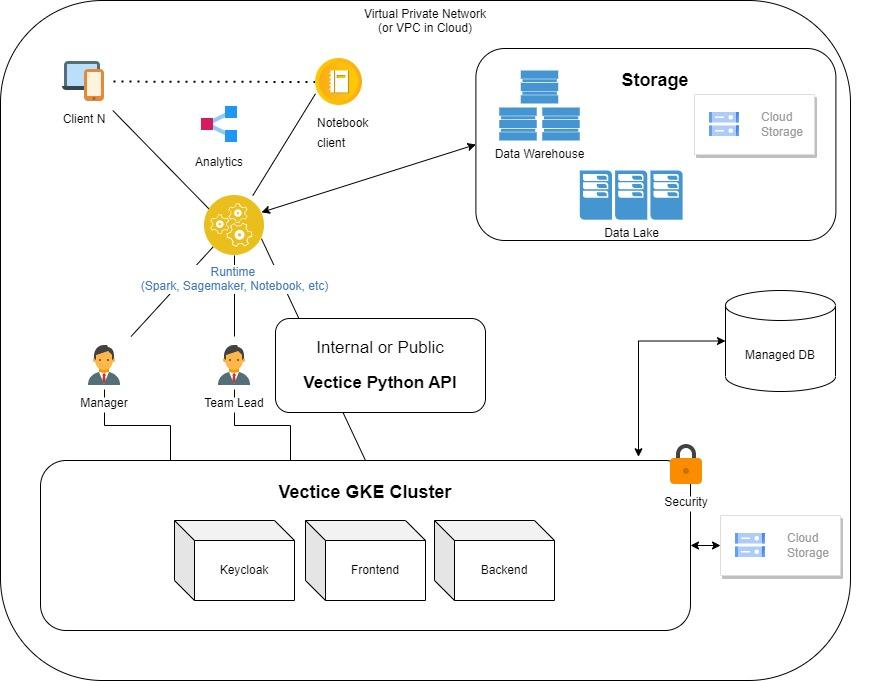 Virtual Private Network
(or VPC in Cloud)
Client N
Analytics
Notebook
client
Storage
Data Warehouse
Cloud
Storage
Data Lake
Runtime
(Spark, Sagemaker, Notebook, etc)
Internal or Public
Vectice Python API
Managed DB
Manager
Team Lead
Vectice GKE Cluster
Security
Keycloak
Frontend
Backend
Cloud
Storage